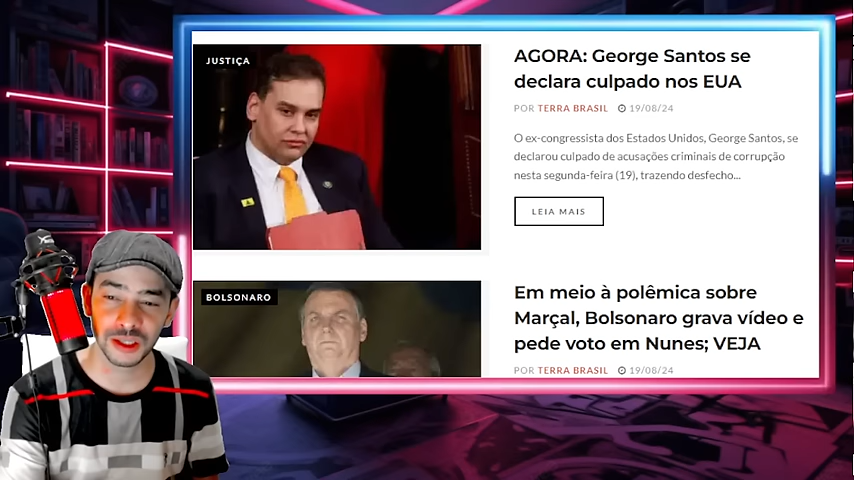 JUSTIÇA
AGORA: George Santos se
declara culpado nos EUA
POR TERRA BRASIL 19/08/24
O ex-congressista dos Estados Unidos, George Santos, se
declarou culpado de acusações criminais de corrupção
nesta segunda-feira (19), trazendo desfecho...
LEIA MAIS
BOLSONARO
Em meio à polêmica sobre
Marçal, Bolsonaro grava vídeo e
pede voto em Nunes; VEJA
POR TERRA BRASIL 19/08/24